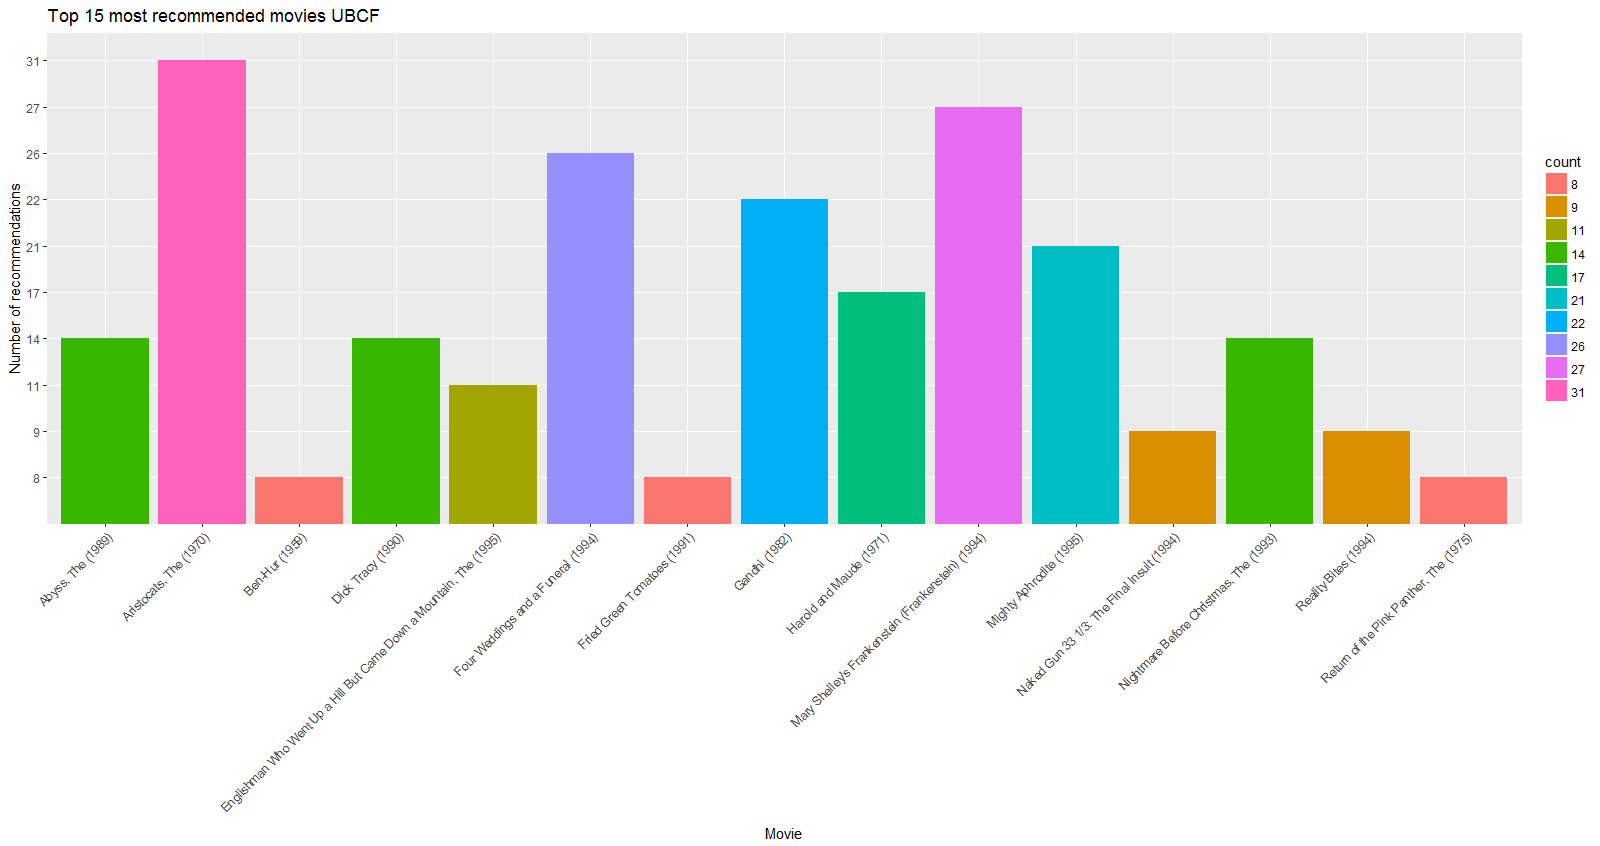 Top 15 most recommended movies UBCF
Number of recommendations
31
27
26
22
21
17
14
11
9
8
Abyss, The (1989)
Aristocats, The (1970)
Ben-Hur (1959)
Dick Tracy (1990)
Englishman Who Went Up a Hill But Came Down a Mountain, The (1995)
Four Weddings and a Funeral (1994)
Fried Green Tomatoes (1991)
Gandhi (1982)
Harold and Maude (1971)
Mary Shelley's Frankenstein (Frankenstein) (1994)
Mighty Aphrodite (1995)
Naked Gun 33 1/3: The Final Insult (1994)
Nightmare Before Christmas, The (1993)
Reality Bites (1994)
Return of the Pink Panther, The (1975)
Movie
count
8
9
11
14
17
21
22
26
27
31